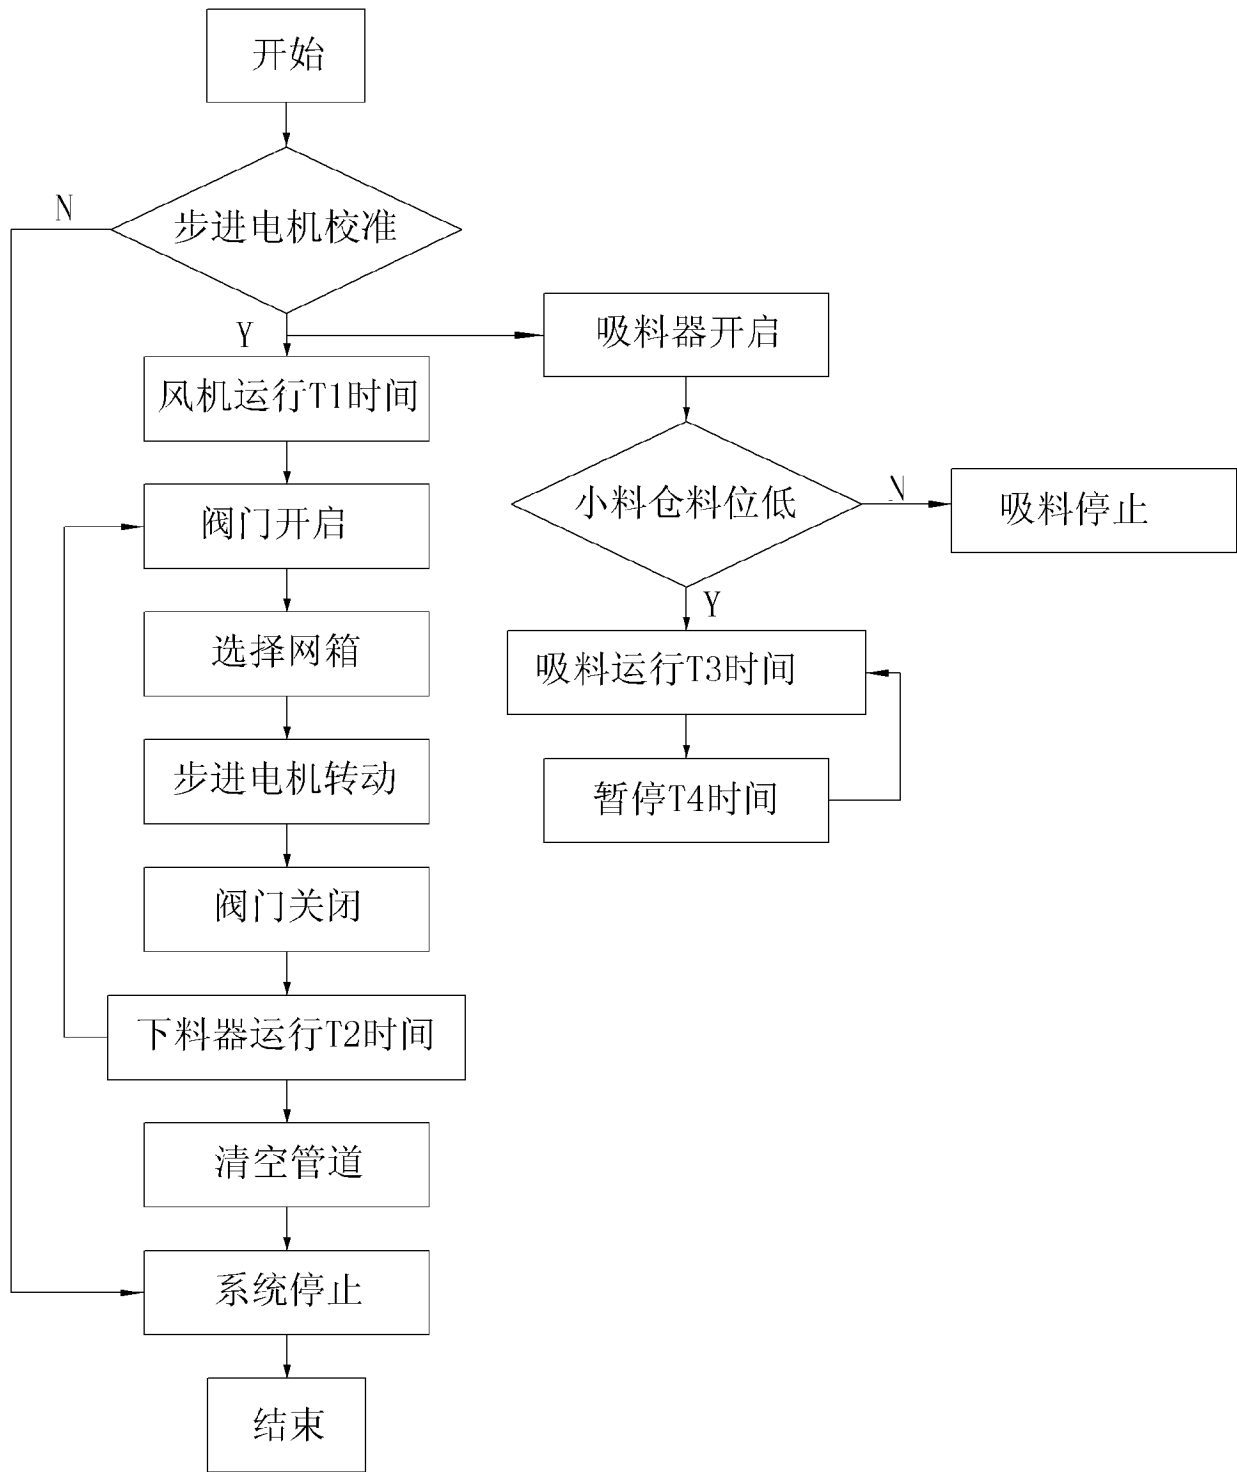 开始
步进电机校准
N
Y
吸料器开启
风机运行T1时间
小料仓料位低
N
吸料停止
阀门开启
Y
选择网箱
吸料运行T3时间
步进电机转动
暂停T4时间
阀门关闭
下料器运行T2时间
清空管道
系统停止
结束